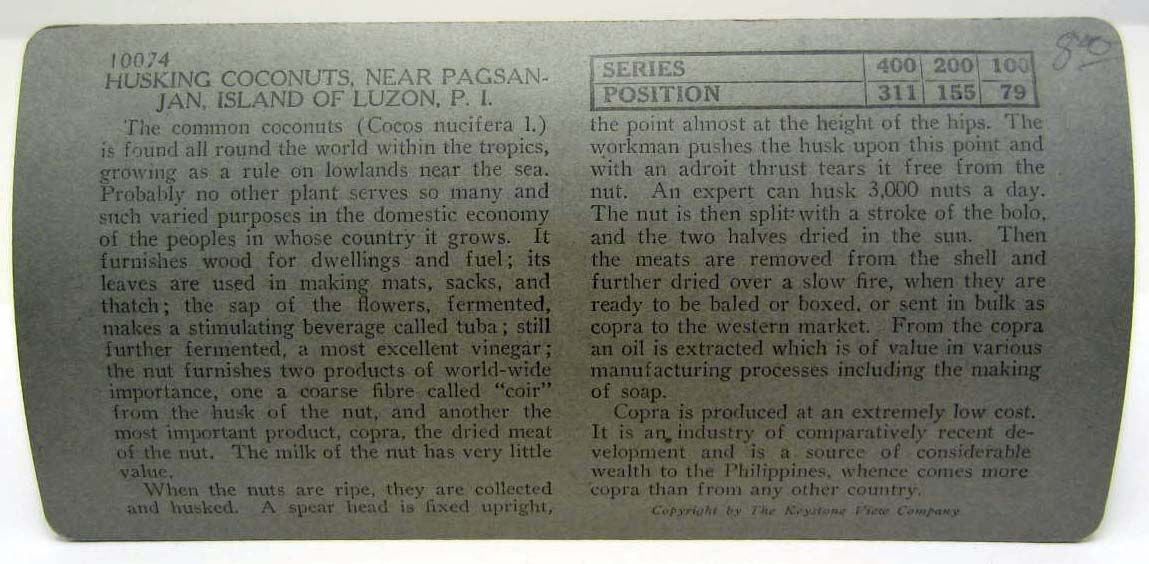 10074
HUSKING COCONUTS, NEAR PAGSAN-
JAN, ISLAND OF LUZON, P. I.
The common coconuts (Cocos nucifera l.)
is found all round the world within the tropics,
growing as a rule on lowlands near the sea.
Probably no other plant serves so many and
such varied purposes in the domestic economy
of the peoples in whose country it grows. It
furnishes wood for dwellings and fuel; its
leaves are used in making mats, sacks, and
thatch; the sap of the flowers, fermented,
makes a stimulating beverage called tuba; still
further fermented, a most excellent vinegar;
the nut furnishes two products of world-wide
importance, one a coarse fibre called "coir"
from the husk of the nut, and another the
most important product, copra, the dried meat
of the nut. The milk of the nut has very little
value.
When the nuts are ripe, they are collected
and husked. A spear head is fixed upright,
SERIES 400 200 100
POSITION 311 155 79
the point almost at the height of the hips. The
workman pushes the husk upon this point and
with an adroit thrust tears it free from the
nut. An expert can husk 3,000 nuts a day.
The nut is then split with a stroke of the bolo,
and the two halves dried in the sun. Then
the meats are removed from the shell and
further dried over a slow fire, when they are
ready to be baled or boxed, or sent in bulk as
copra to the western market. From the copra
an oil is extracted which is of value in various
manufacturing processes including the making
of soap.
Copra is produced at an extremely low cost.
It is an industry of comparatively recent de-
velopment and is a source of considerable
wealth to the Philippines, whence comes more
copra than from any other country.
Copyright by The Keystone View Company